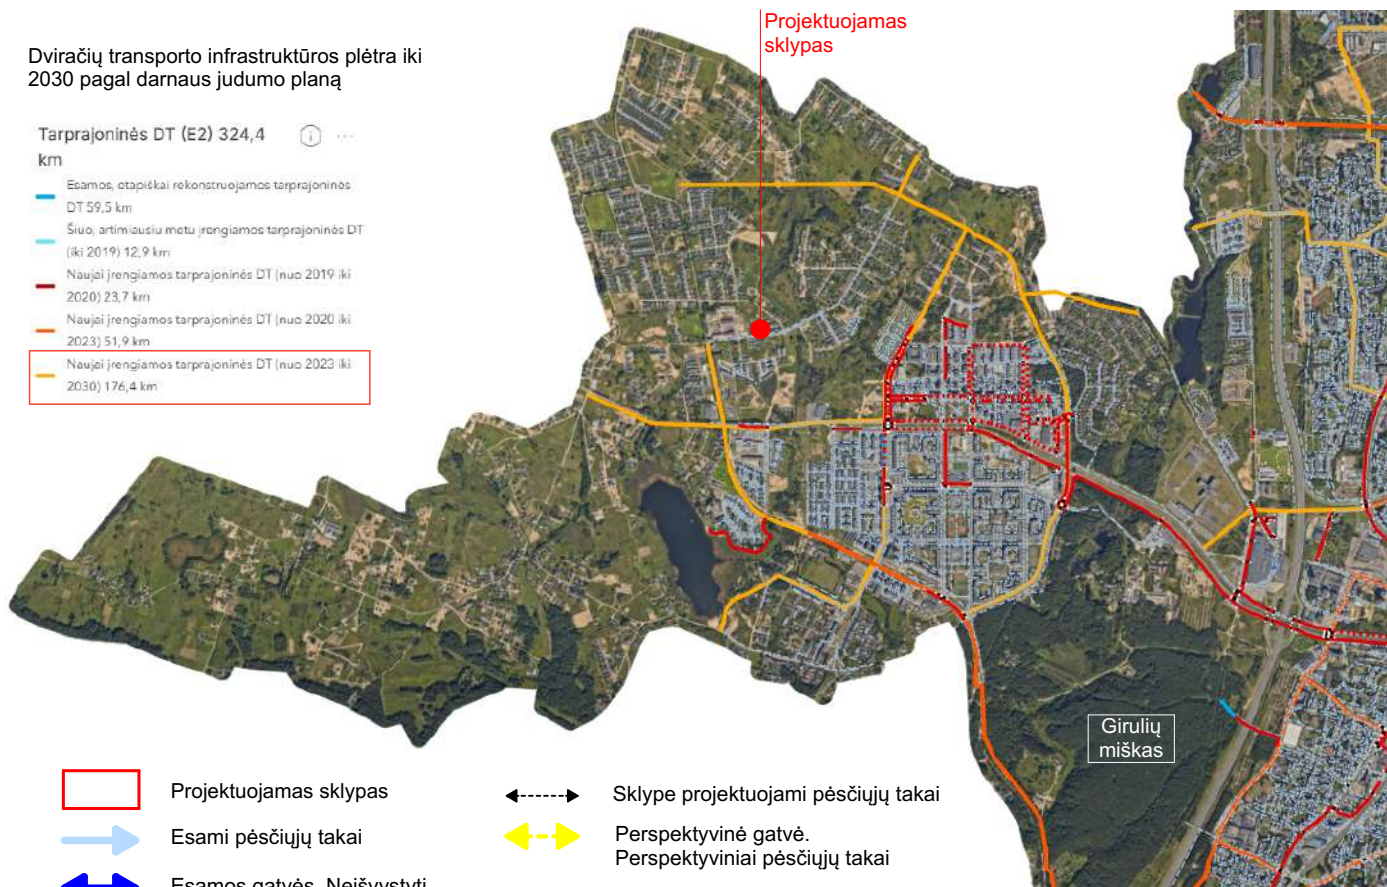 Projektuojamas
sklypas
Dviračių transporto infrastruktūros plėtra iki
2030 pagal darnaus judumo planą
Tarprajoninės DT (E2) 324,4
km
Esamos, etapiškai rekonstruojamos tarprajoninės
DT 59,5 km
Šiuo, artimiausiu metu įrengiamos tarprajoninės DT
(iki 2019) 12,9 km
Naujai įrengiamos tarprajoninės DT (nuo 2019 iki
2020) 23,7 km
Naujai įrengiamos tarprajoninės DT (nuo 2020 iki
2023) 51,9 km
Naujai įrengiamos tarprajoninės DT (nuo 2023 iki
2030) 176,4 km
Girulių
miškas
Projektuojamas sklypas
Esami pėsčiųjų takai
Esamos gatvės. Neišvystyti
Sklype projektuojami pėsčiųjų takai
Perspektyvinė gatvė.
Perspektyviniai pėsčiųjų takai